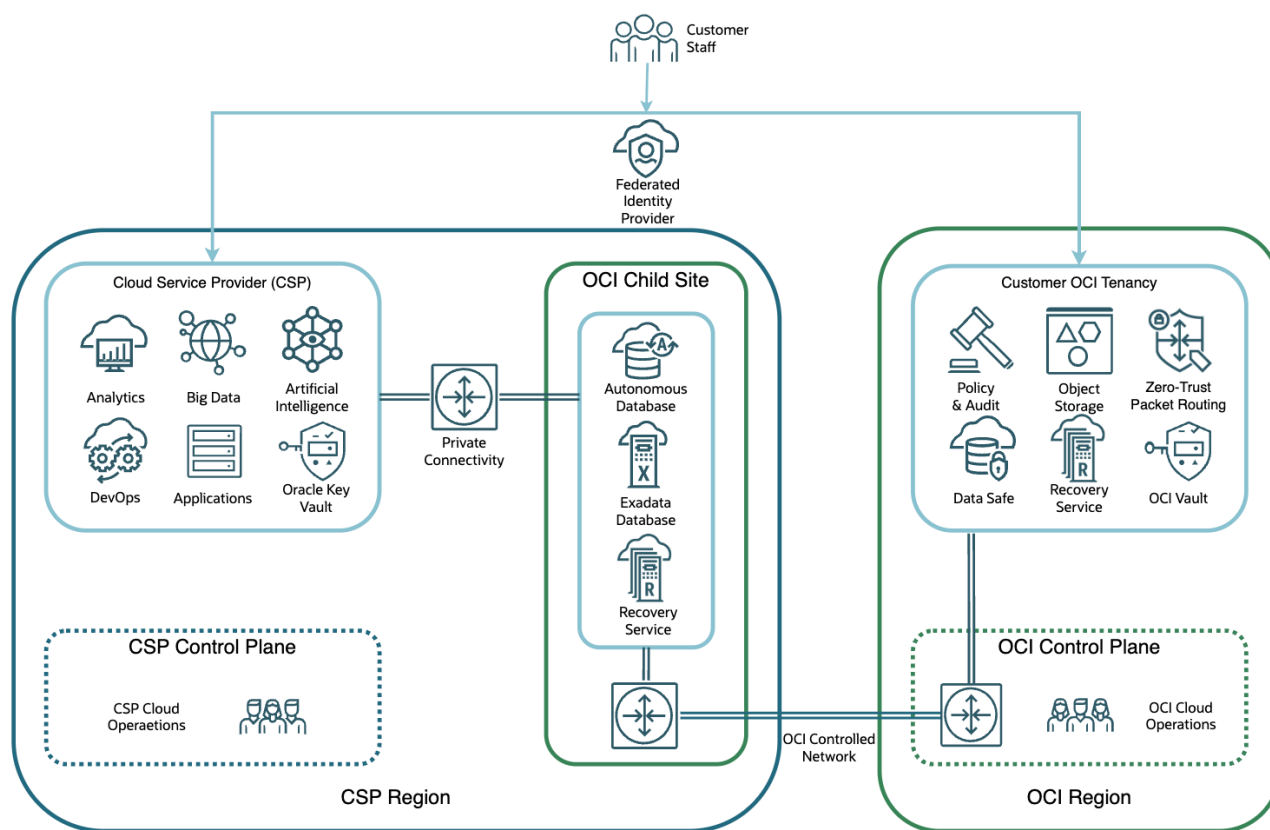 Customer
Staff
Federated
Identity
Provider
Cloud Service Provider (CSP)
Analytics
Big Data
Artificial
Intelligence
DevOps
Applications
Oracle Key
Vault
Private
Connectivity
OCI Child Site
A
Autonomous
Database
X
Exadata
Database
R
Recovery
Service
Customer OCI Tenancy
Policy
& Audit
Object
Storage
Zero-Trust
Packet Routing
Data Safe
R
Recovery
Service
OCI Vault
CSP Control Plane
CSP Cloud
Operaetions
OCI Controlled
Network
OCI Control Plane
OCI Cloud
Operations
CSP Region
OCI Region